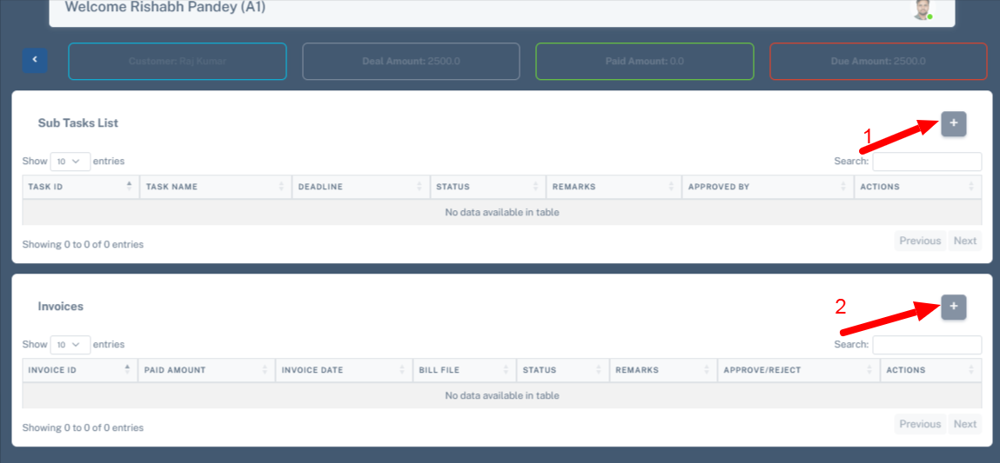 Welcome Rishabh Pandey (A1)
Customer: Raj Kumar Deal Amount: 2500.0 Paid Amount: 0.0 Due Amount: 2500.0
Sub Tasks List +
1
Show 10 entries Search:
TASK ID TASK NAME DEADLINE STATUS REMARKS APPROVED BY ACTIONS
No data available in table
Showing 0 to 0 of 0 entries Previous Next
Invoices +
2
Show 10 entries Search:
INVOICE ID PAID AMOUNT INVOICE DATE BILL FILE STATUS REMARKS APPROVE/REJECT ACTIONS
No data available in table
Showing 0 to 0 of 0 entries Previous Next